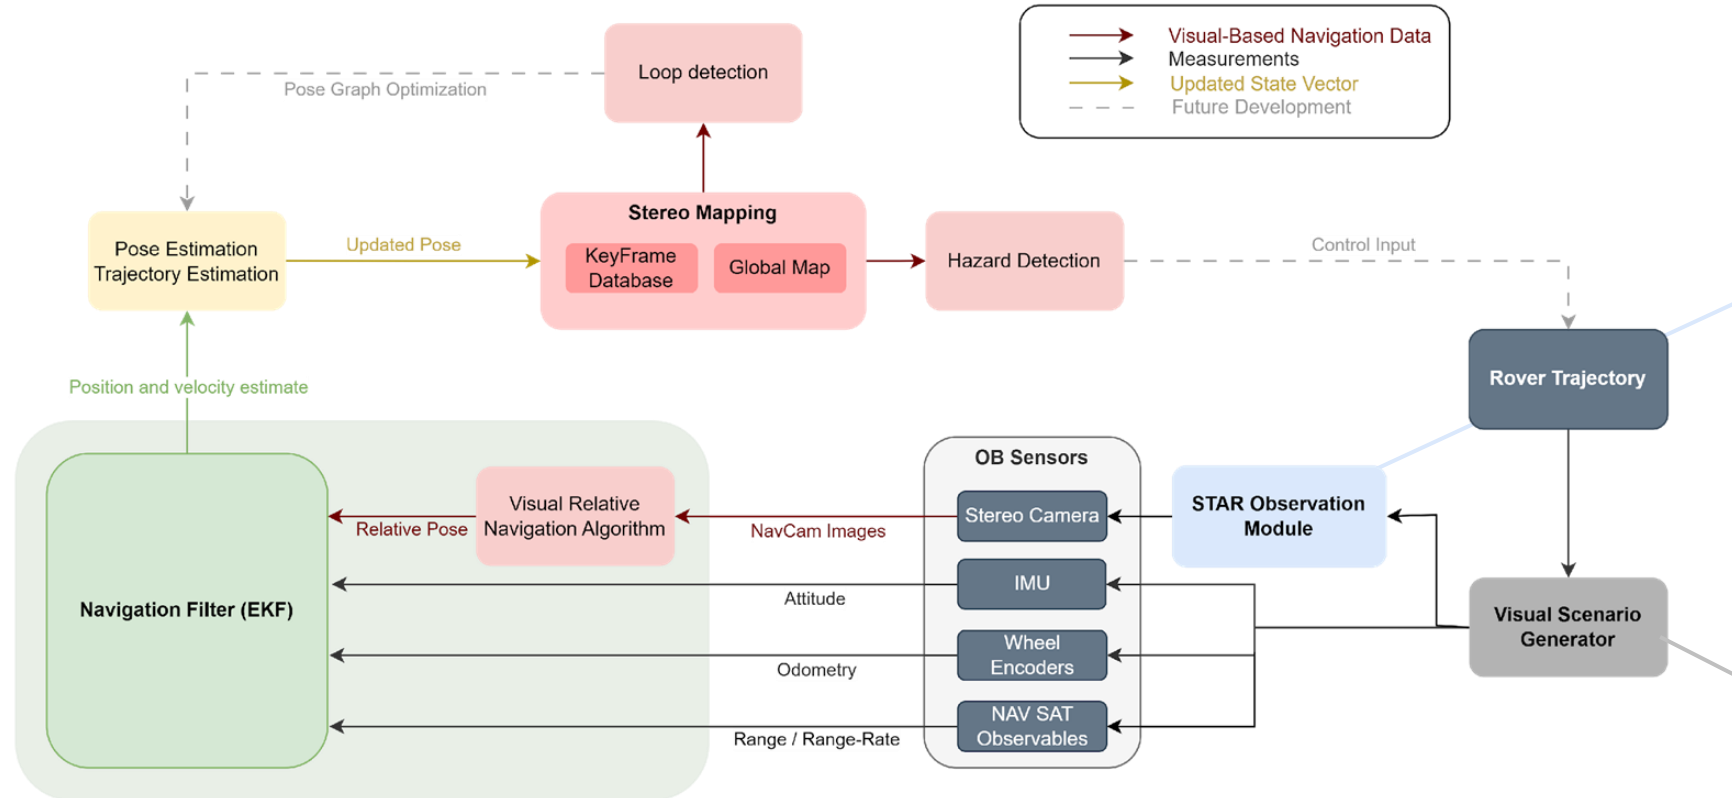 Loop detection
Visual-Based Navigation Data
Measurements
Updated State Vector
Future Development
Pose Graph Optimization
Stereo Mapping
KeyFrame
Database
Global Map
Pose Estimation
Trajectory Estimation
Updated Pose
Hazard Detection
Control Input
Rover Trajectory
Position and velocity estimate
OB Sensors
Visual Relative
Navigation Algorithm
Relative Pose
NavCam Images
Stereo Camera
STAR Observation
Module
IMU
Attitude
Navigation Filter (EKF)
Visual Scenario
Generator
Wheel
Encoders
Odometry
NAV SAT
Observables
Range / Range-Rate